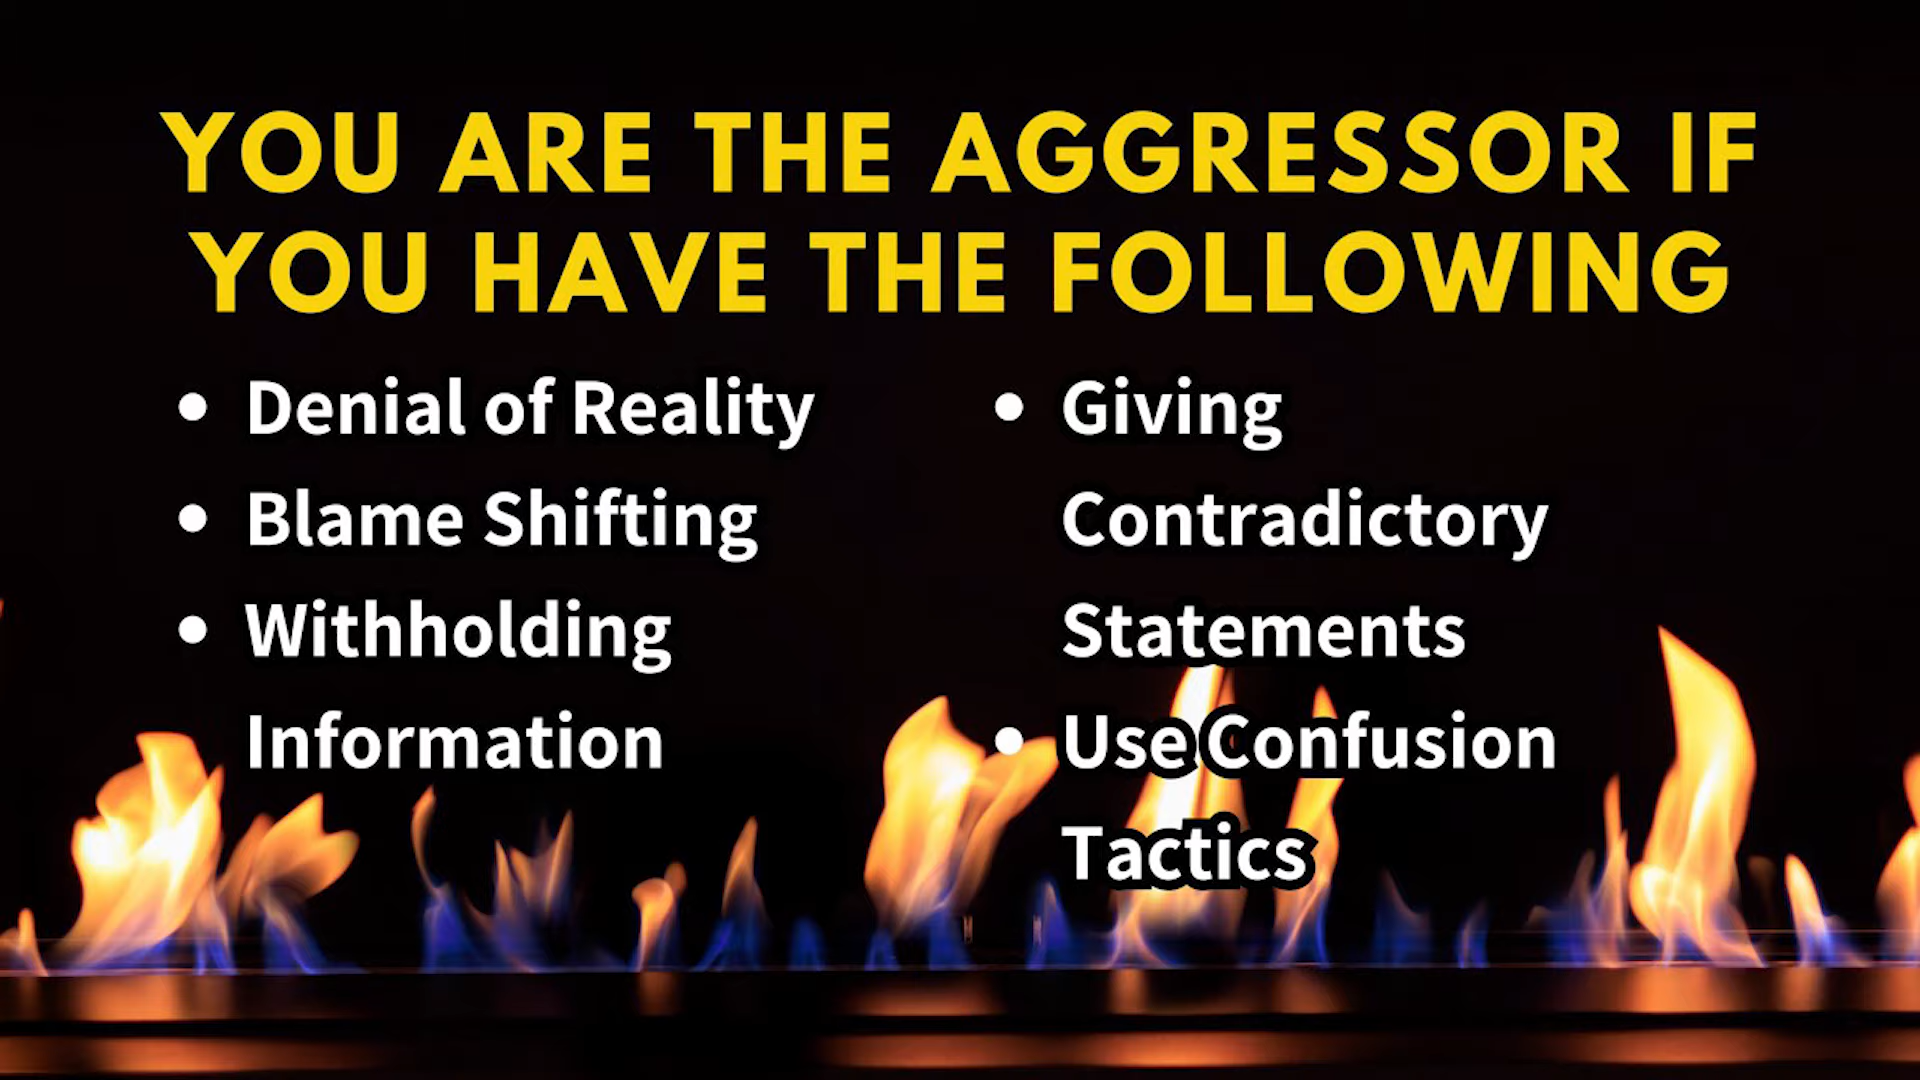 YOU ARE THE AGGRESSOR IF
YOU HAVE THE FOLLOWING
• Denial of Reality
• Blame Shifting
• Withholding
Information
• Giving
Contradictory
Statements
• Use Confusion
Tactics